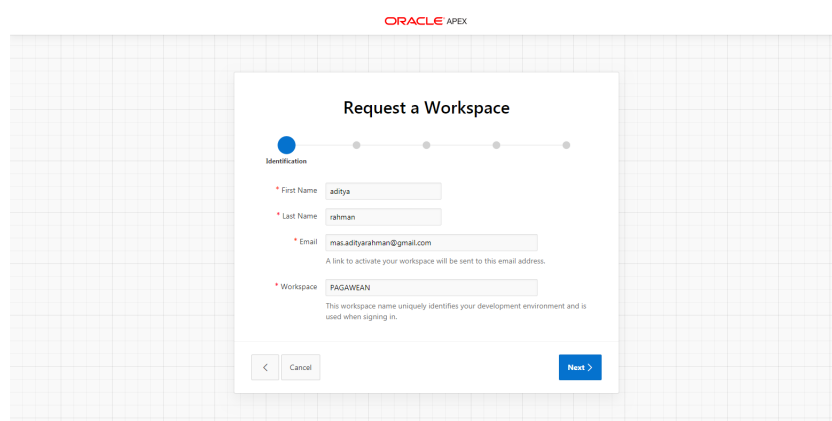 ORACLE APEX
Request a Workspace
Identification
* First Name aditya
* Last Name rahman
* Email mas.adityarahman@gmail.com
A link to activate your workspace will be sent to this email address.
* Workspace PAGAWEAN
This workspace name uniquely identifies your development environment and is
used when signing in.
Cancel
Next